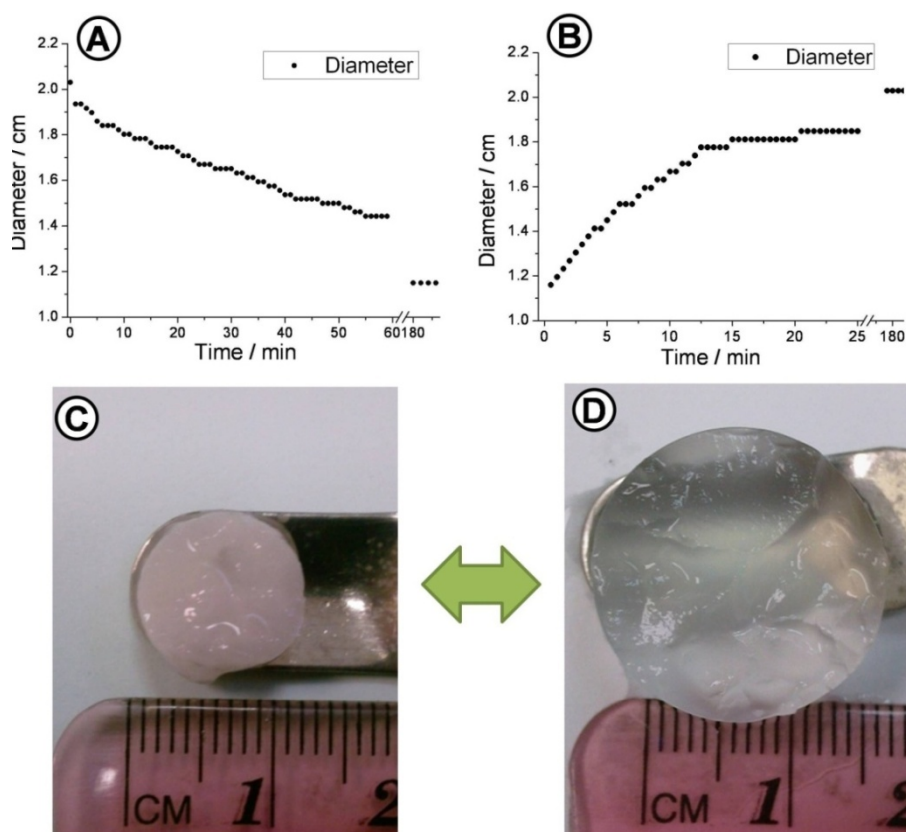 A
Diameter
2.2
2.0
1.8
1.6
1.4
1.2
1.0
Diameter / cm
0 10 20 30 40 50 60 180
Time / min
B
Diameter
2.2
2.0
1.8
1.6
1.4
1.2
1.0
Diameter / cm
0 5 10 15 20 25 180
Time / min
C
CM 1 2
D
CM 1 2